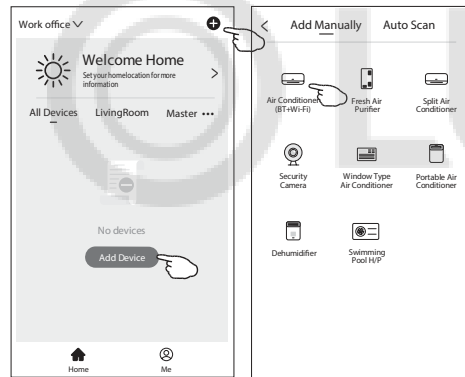 Work office
Welcome Home
Set your home location for more
information
All Devices LivingRoom Master
No devices
Add Device
Home Me
Add Manually Auto Scan
Air Conditioner
(BT+Wi-Fi)
Fresh Air
Purifier
Split Air
Conditioner
Security
Camera
Window Type
Air Conditioner
Portable Air
Conditioner
Dehumidifier
Swimming
Pool H/P